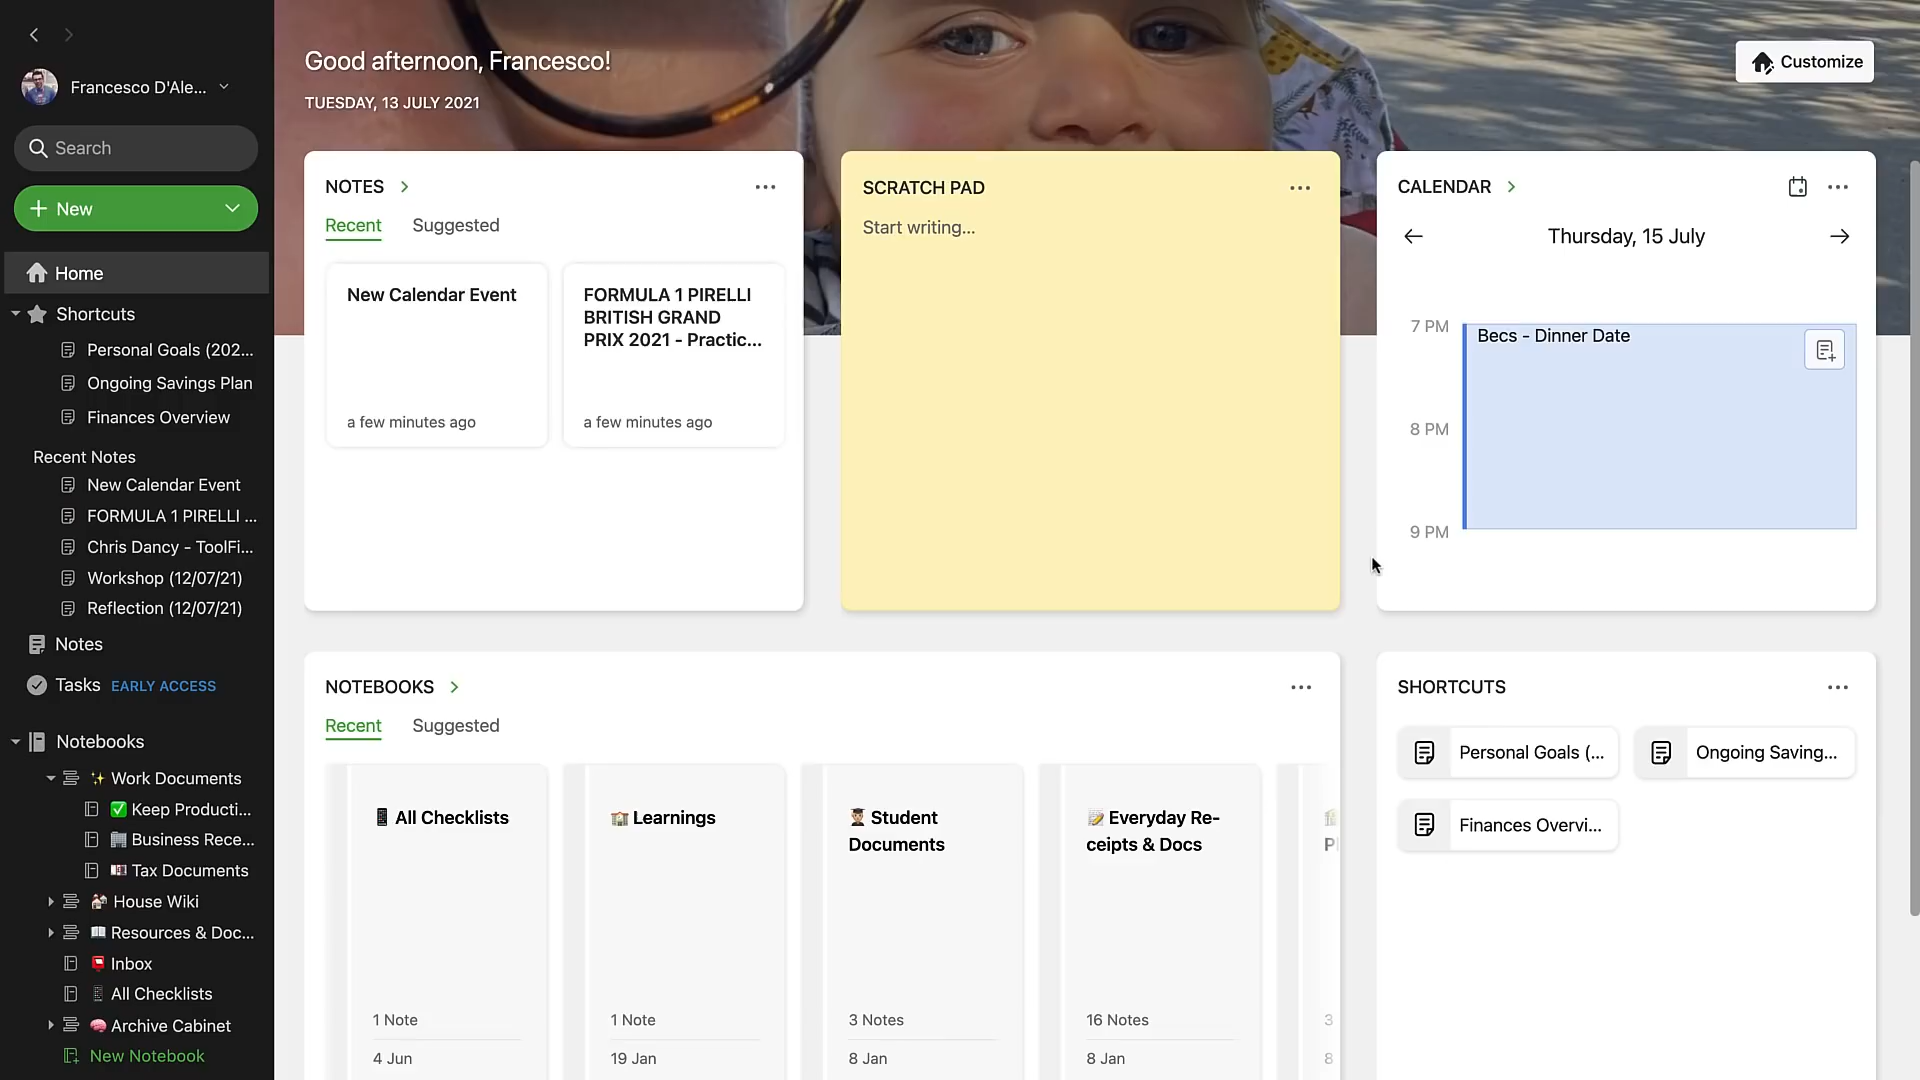 Francesco D'Ale...
Search
New
Home
Shortcuts
Personal Goals (202...
Ongoing Savings Plan
Finances Overview
Recent Notes
New Calendar Event
FORMULA 1 PIRELLI ...
Chris Dancy - ToolFi...
Workshop (12/07/21)
Reflection (12/07/21)
Notes
Tasks EARLY ACCESS
Notebooks
Work Documents
Keep Producti...
Business Rece...
Tax Documents
House Wiki
Resources & Doc...
Inbox
All Checklists
Archive Cabinet
New Notebook
Good afternoon, Francesco!
TUESDAY, 13 JULY 2021
Customize
NOTES
Recent Suggested
New Calendar Event
a few minutes ago
FORMULA 1 PIRELLI
BRITISH GRAND
PRIX 2021 - Practic...
a few minutes ago
SCRATCH PAD
Start writing...
CALENDAR
Thursday, 15 July
7 PM
Becs - Dinner Date
8 PM
9 PM
NOTEBOOKS
Recent Suggested
All Checklists
1 Note
4 Jun
Learnings
1 Note
19 Jan
Student
Documents
3 Notes
8 Jan
Everyday Re-
ceipts & Docs
16 Notes
8 Jan
Pl
3
8
SHORTCUTS
Personal Goals (...
Ongoing Saving...
Finances Overvi...